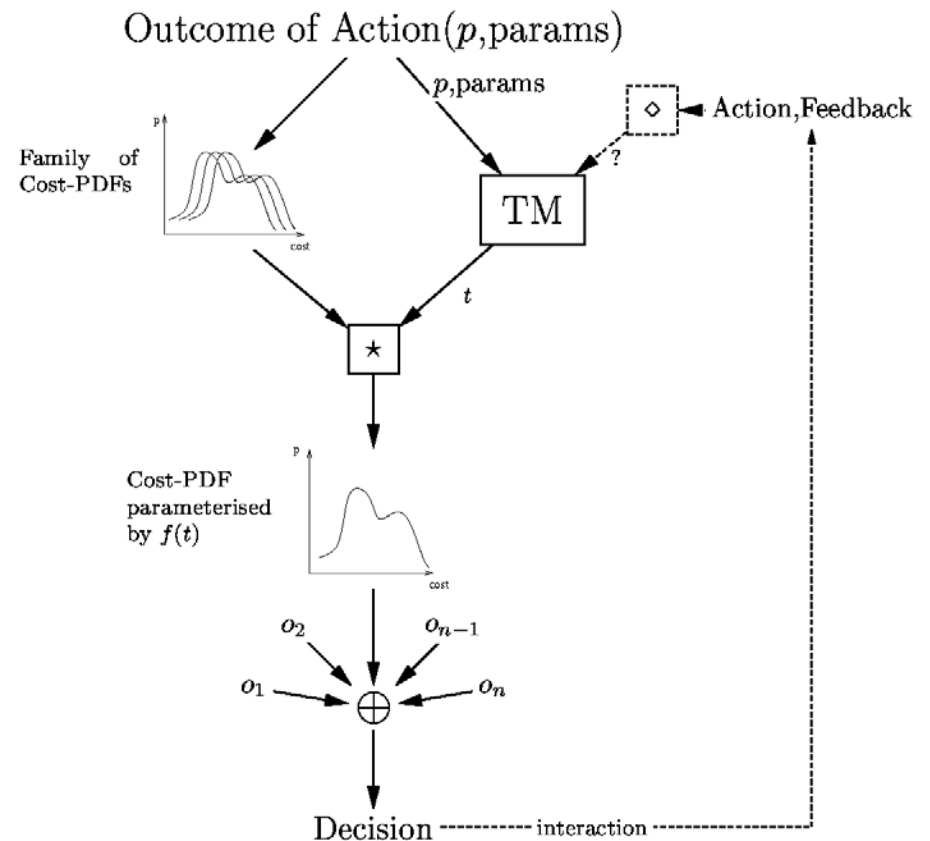 Outcome of Action(p,params)
p,params
◇
Action,Feedback
?
Family of
Cost-PDFs
p
cost
TM
t
⋆
Cost-PDF
parameterised
by f(t)
p
cost
o₂
oₙ₋₁
o₁
oₙ
⊕
Decision
interaction